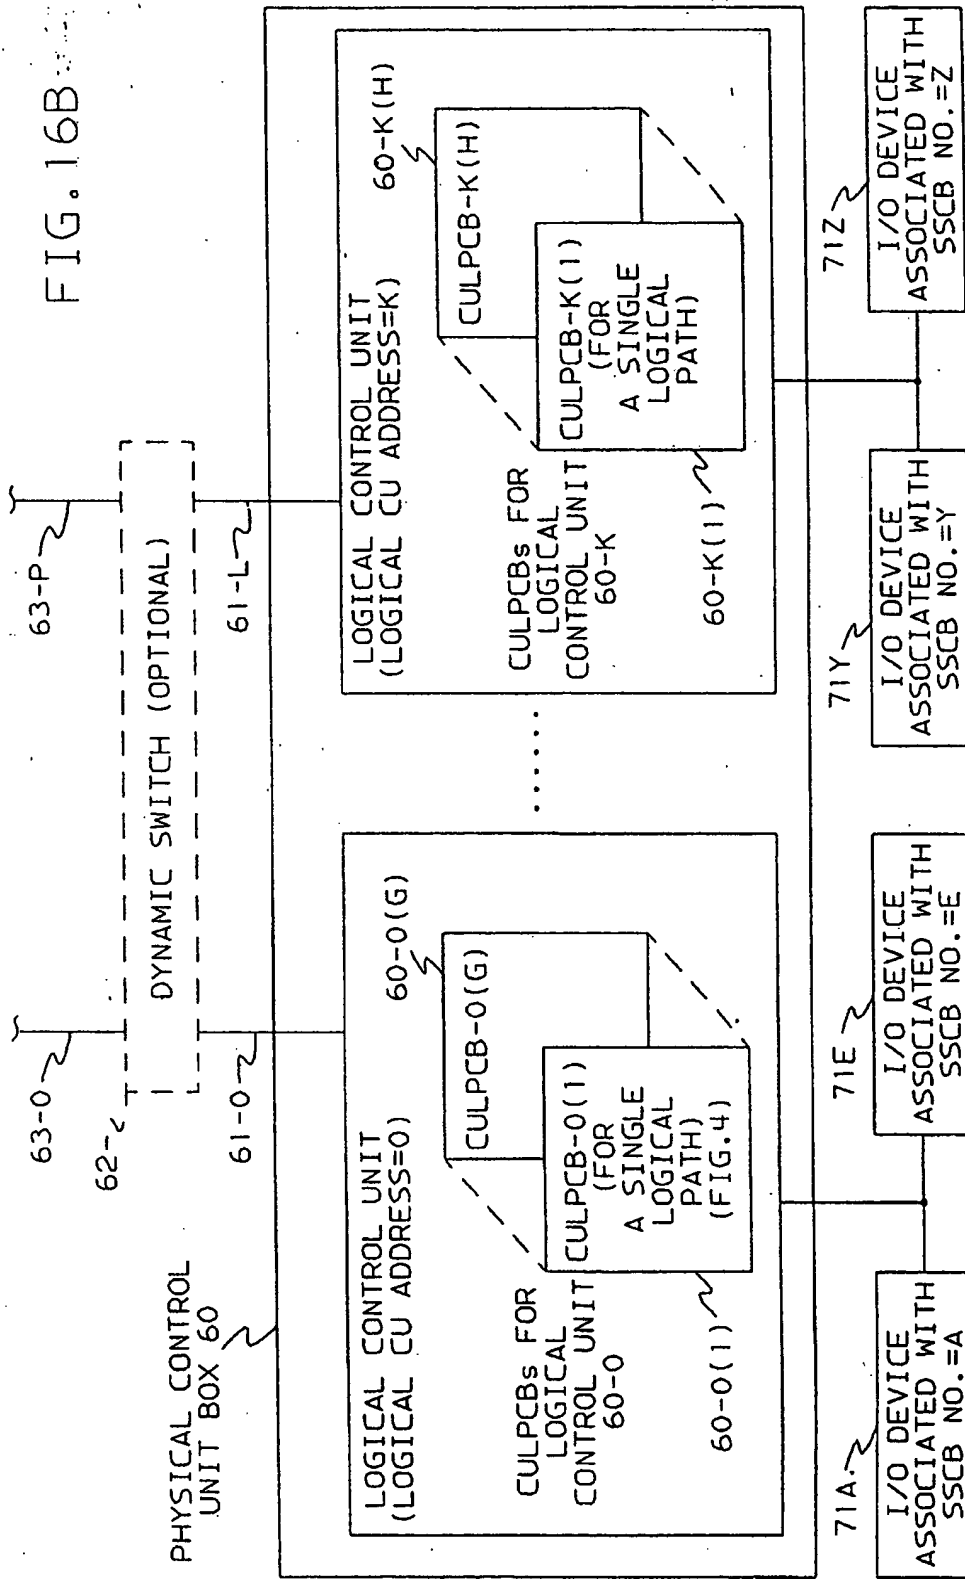 FIG. 16B
63-0
63-P
62
DYNAMIC SWITCH (OPTIONAL)
61-0
61-L
PHYSICAL CONTROL
UNIT BOX 60
LOGICAL CONTROL UNIT
(LOGICAL CU ADDRESS=0)
60-0(G)
CULPCB-0(G)
CULPCBs FOR
LOGICAL
CONTROL UNIT
60-0
CULPCB-0(1)
(FOR
A SINGLE
LOGICAL
PATH)
(FIG.4)
60-0(1)
......
LOGICAL CONTROL UNIT
(LOGICAL CU ADDRESS=K)
60-K(H)
CULPCB-K(H)
CULPCBs FOR
LOGICAL
CONTROL UNIT
60-K
CULPCB-K(1)
(FOR
A SINGLE
LOGICAL
PATH)
60-K(1)
71A
I/O DEVICE
ASSOCIATED WITH
SSCB NO.=A
71E
I/O DEVICE
ASSOCIATED WITH
SSCB NO.=E
71Y
I/O DEVICE
ASSOCIATED WITH
SSCB NO.=Y
71Z
I/O DEVICE
ASSOCIATED WITH
SSCB NO.=Z